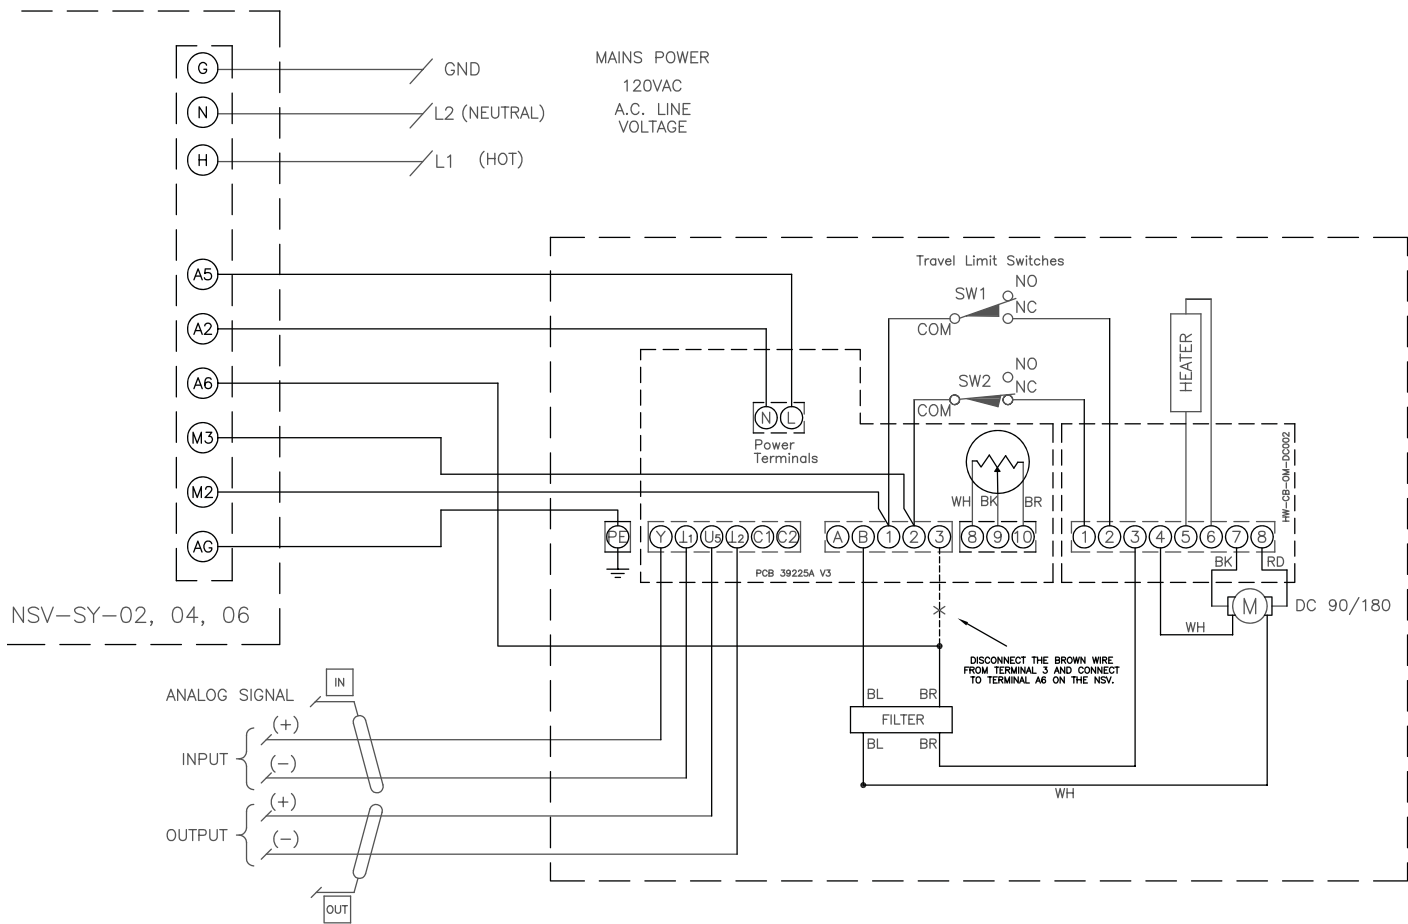 G
GND
MAINS POWER
120VAC
A.C. LINE
VOLTAGE
N
L2 (NEUTRAL)
H
L1 (HOT)
A5
A2
A6
M3
M2
AG
NSV-SY-02, 04, 06
Travel Limit Switches
SW1
NO
NC
COM
SW2
NO
NC
COM
HEATER
N L
Power
Terminals
WH BK BR
HW-CB-OM-DC002
PE
Y ⊥1 U5 ⊥2 C1 C2
A B 1 2 3
8 9 10
1 2 3 4 5 6 7 8
PCB 39225A V3
BK RD
M
DC 90/180
WH
DISCONNECT THE BROWN WIRE
FROM TERMINAL 3 AND CONNECT
TO TERMINAL A6 ON THE NSV.
BL BR
FILTER
BL BR
WH
ANALOG SIGNAL
IN
(+)
INPUT
(-)
(+)
OUTPUT
(-)
OUT